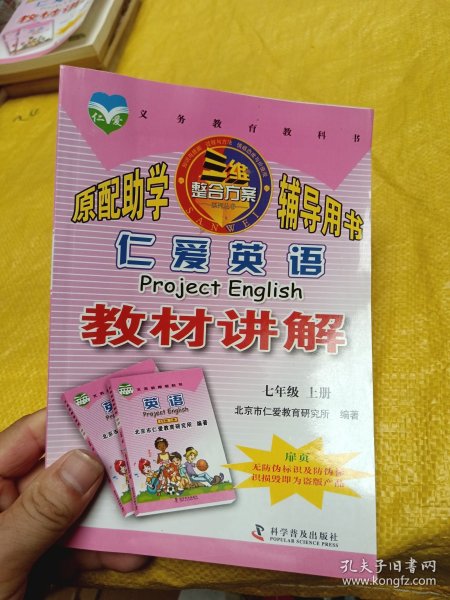 仁爱
义务教育教科书
原配助学
三维
整合方案
SANWEI
辅导用书
仁爱英语
Project English
教材讲解
七年级 上册
北京市仁爱教育研究所 编著
英语
Project English
北京市仁爱教育研究所 编著
扉页
无防伪标识及防伪标
识损毁即为盗版产品
科学普及出版社
POPULAR SCIENCE PRESS
孔夫子旧书网
www.kongfz.com